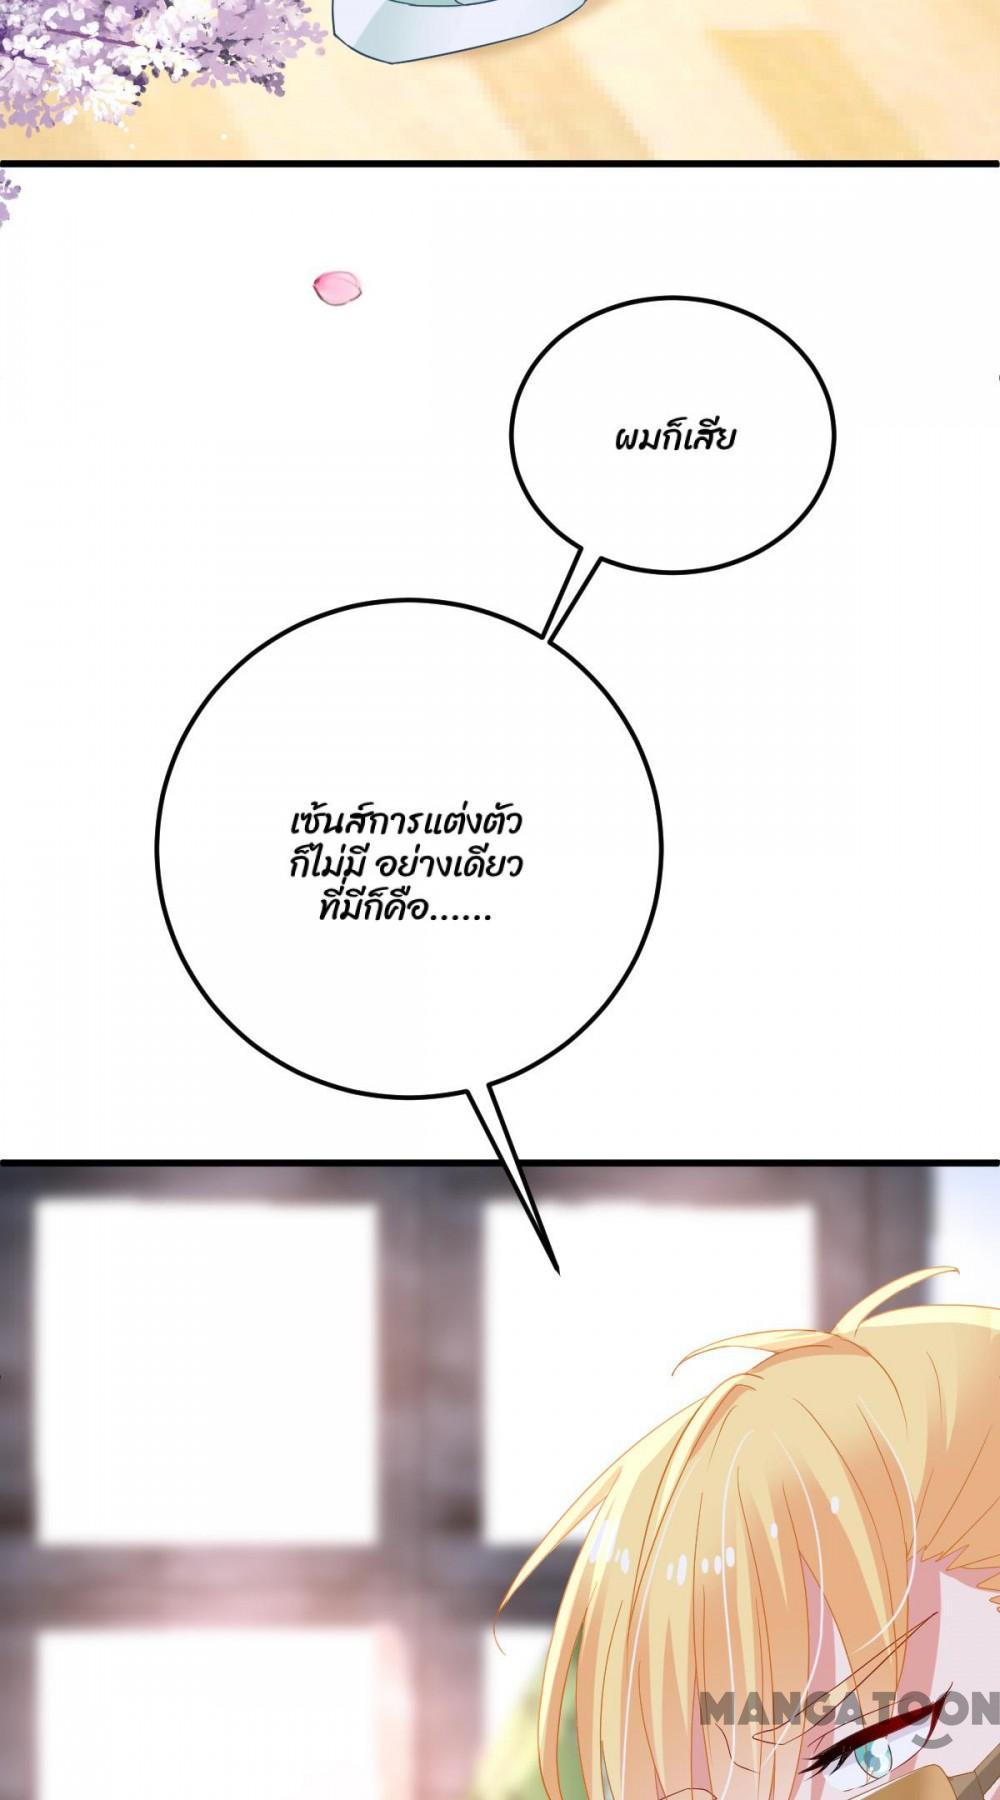 ผมก็เสีย
เซ้นส์การแต่งตัว
ก็ไม่มี อย่างเดียว
ที่มีก็คือ......
MANGATOON